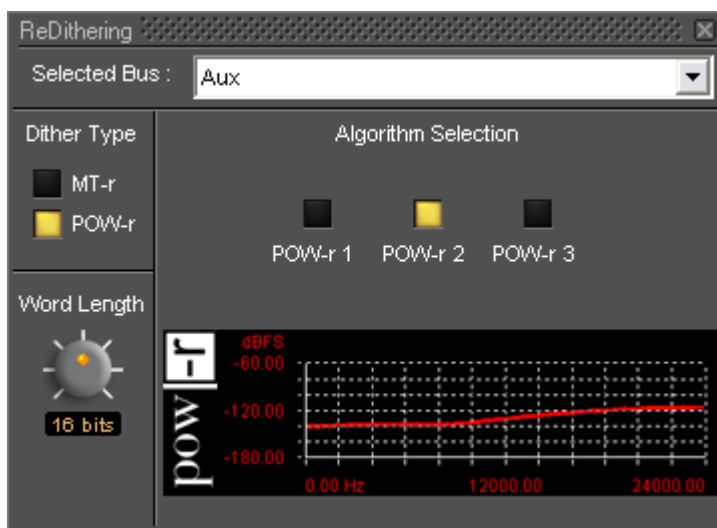 ReDithering
Selected Bus : Aux
Dither Type
MT-r
POW-r
Algorithm Selection
POW-r 1 POW-r 2 POW-r 3
Word Length
16 bits
pow -r
dBFS
-60.00
-120.00
-180.00
0.00 Hz 12000.00 24000.00